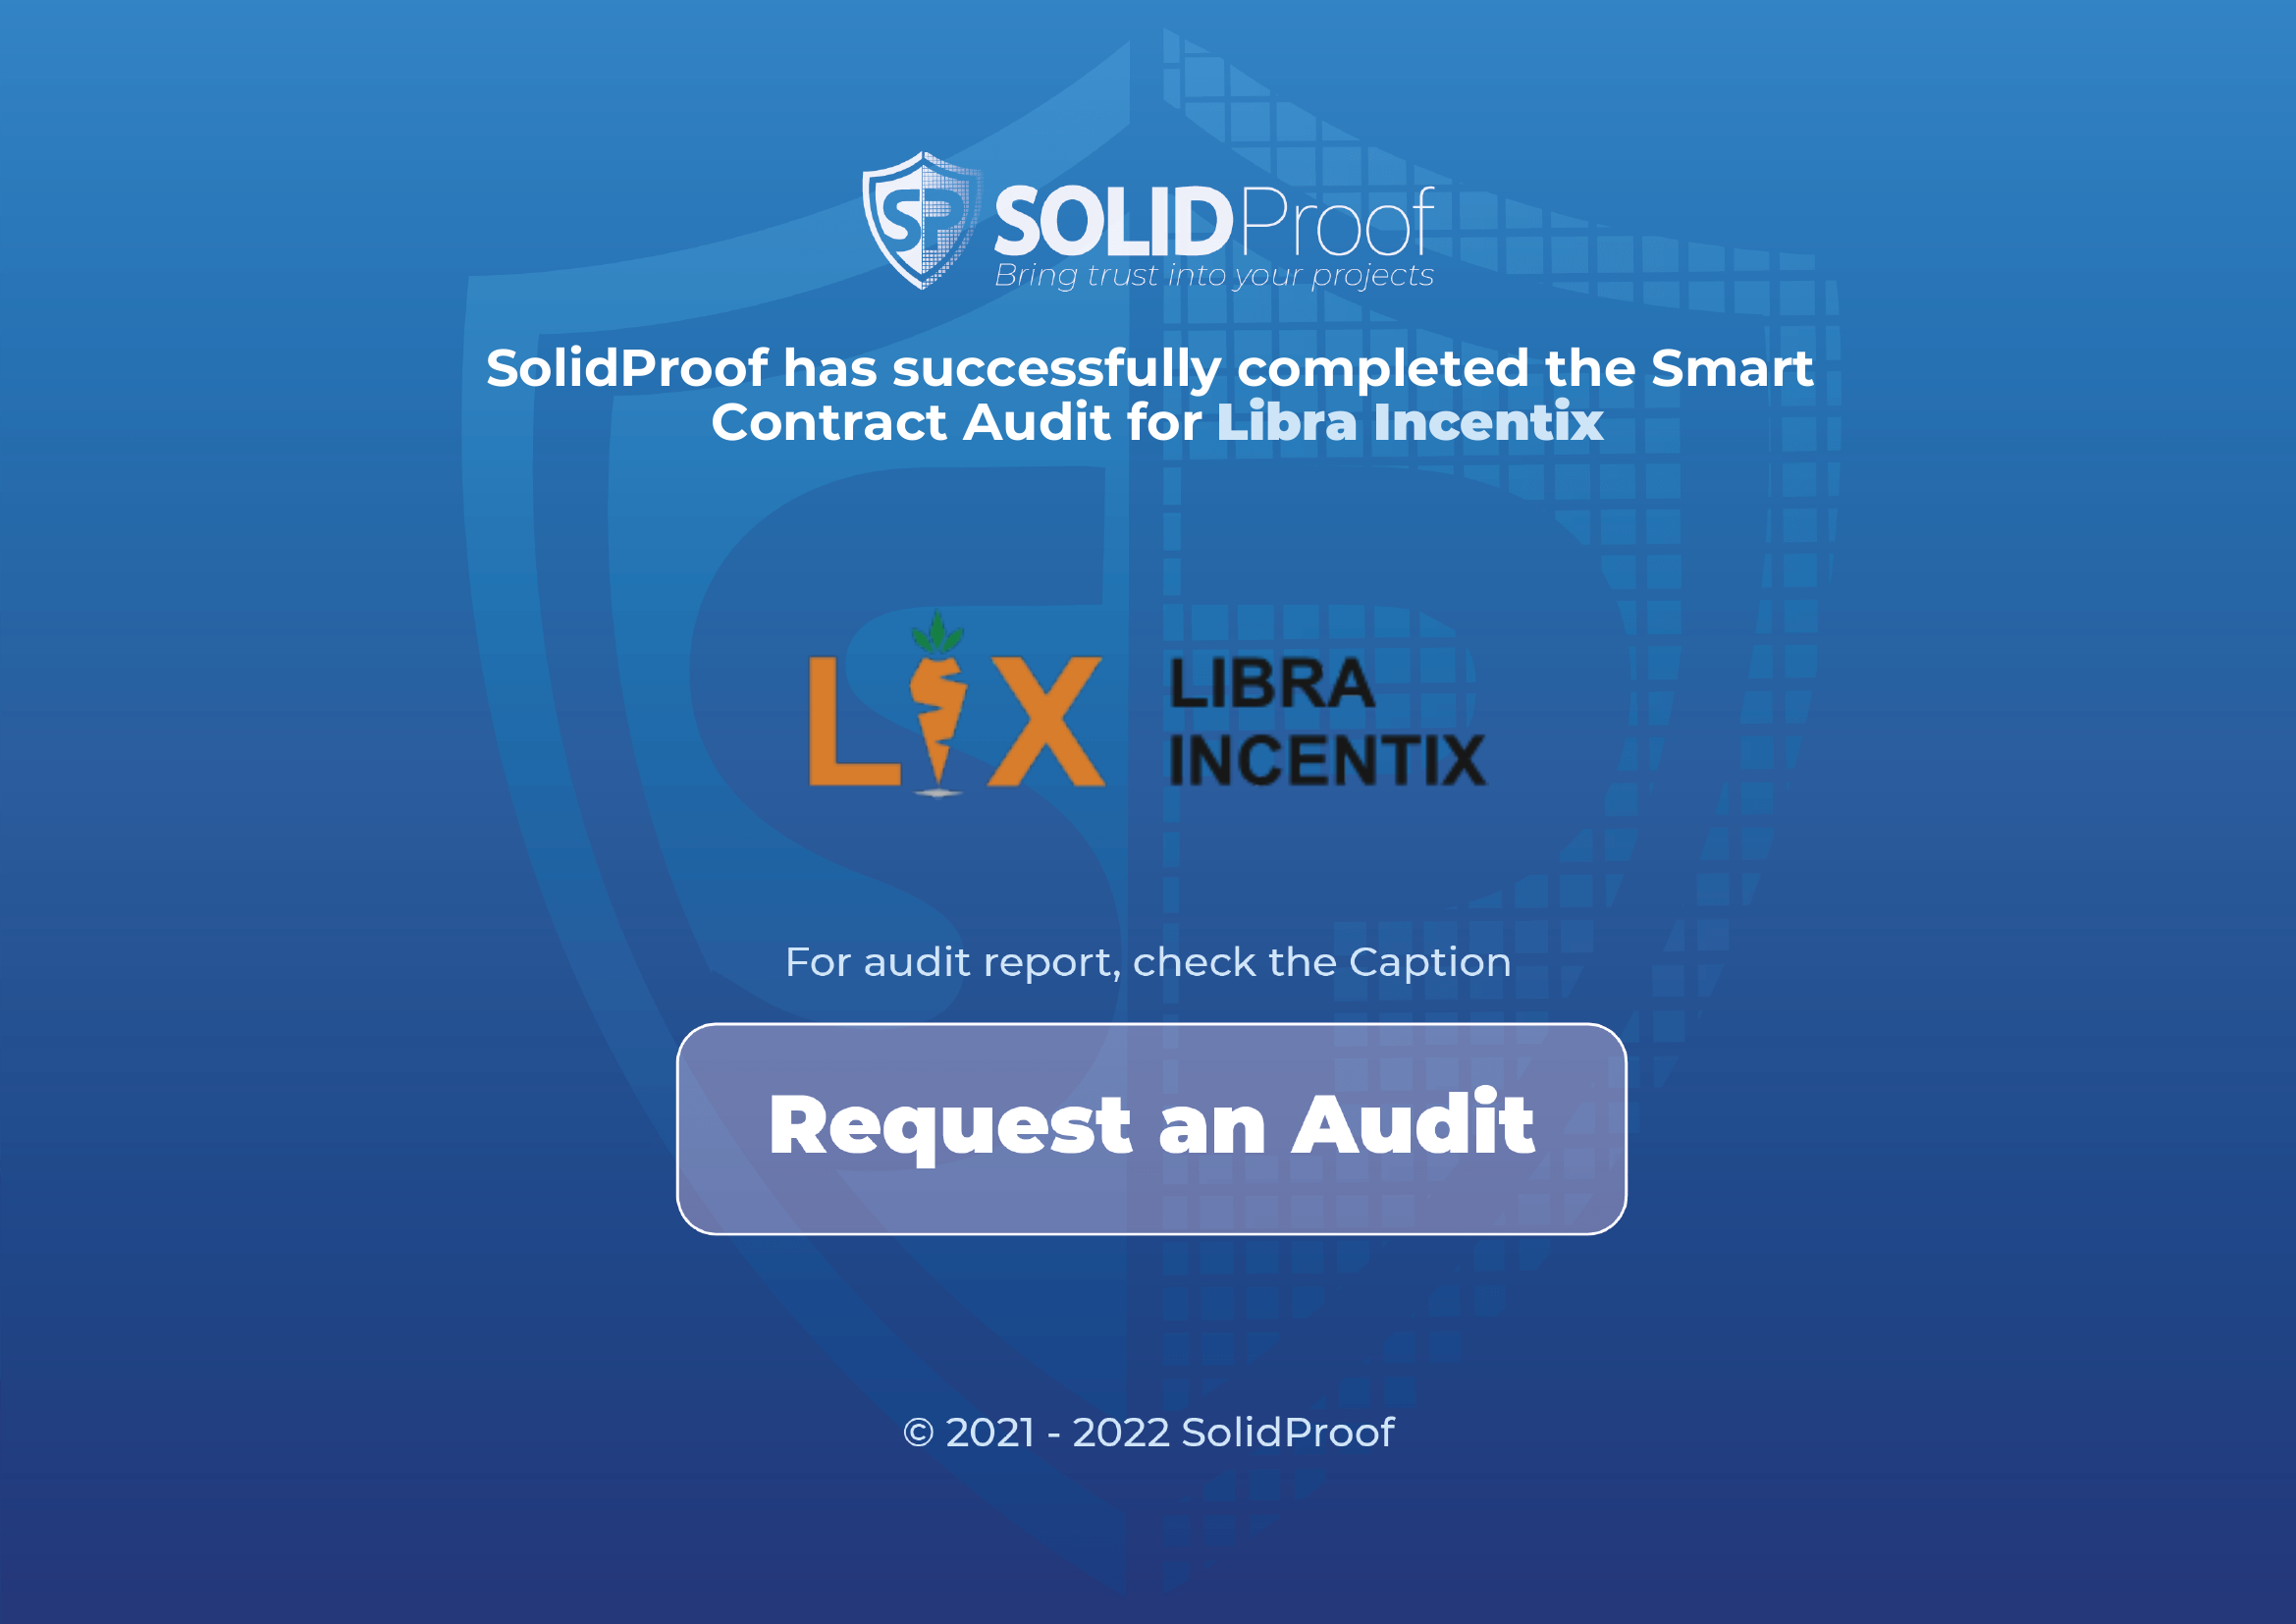 SP SOLIDProof
Bring trust into your projects
SolidProof has successfully completed the Smart
Contract Audit for Libra Incentix
LIX LIBRA
INCENTIX
For audit report, check the Caption
Request an Audit
© 2021 - 2022 SolidProof